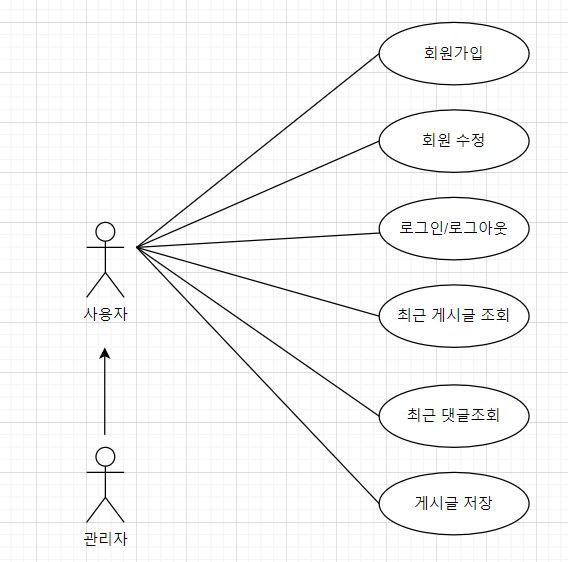 회원가입
회원 수정
로그인/로그아웃
최근 게시글 조회
사용자
최근 댓글조회
게시글 저장
관리자